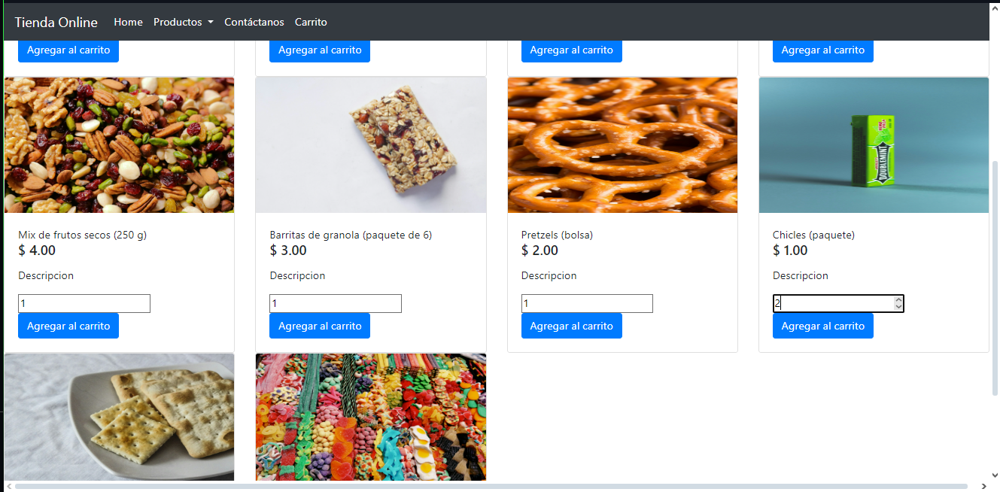 Tienda Online Home Productos Contáctanos Carrito
Agregar al carrito Agregar al carrito Agregar al carrito Agregar al carrito
DOUBLEMINT
Mix de frutos secos (250 g)
$ 4.00
Descripcion
1
Agregar al carrito
Barritas de granola (paquete de 6)
$ 3.00
Descripcion
1
Agregar al carrito
Pretzels (bolsa)
$ 2.00
Descripcion
1
Agregar al carrito
Chicles (paquete)
$ 1.00
Descripcion
2
Agregar al carrito